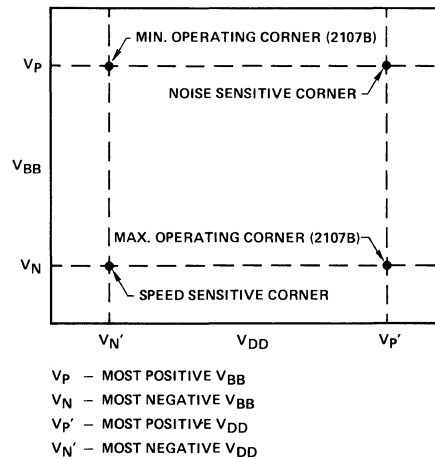 MIN. OPERATING CORNER (2107B)
VP
NOISE SENSITIVE CORNER
VBB
MAX. OPERATING CORNER (2107B)
VN
SPEED SENSITIVE CORNER
VN' VDD VP'
VP – MOST POSITIVE VBB
VN – MOST NEGATIVE VBB
VP' – MOST POSITIVE VDD
VN' – MOST NEGATIVE VDD